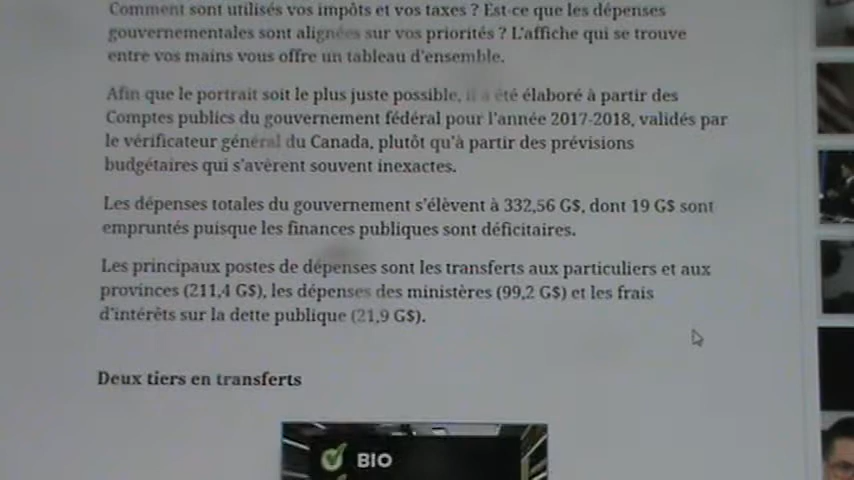 Comment sont utilisés vos impôts et vos taxes ? Est-ce que les dépenses
gouvernementales sont alignées sur vos priorités ? L'affiche qui se trouve
entre vos mains vous offre un tableau d'ensemble.
Afin que le portrait soit le plus juste possible, il a été élaboré à partir des
Comptes publics du gouvernement fédéral pour l'année 2017-2018, validés par
le vérificateur général du Canada, plutôt qu'à partir des prévisions
budgétaires qui s'avèrent souvent inexactes.
Les dépenses totales du gouvernement s'élèvent à 332,56 G$, dont 19 G$ sont
empruntés puisque les finances publiques sont déficitaires.
Les principaux postes de dépenses sont les transferts aux particuliers et aux
provinces (211,4 G$), les dépenses des ministères (99,2 G$) et les frais
d'intérêts sur la dette publique (21,9 G$).
Deux tiers en transferts
BIO